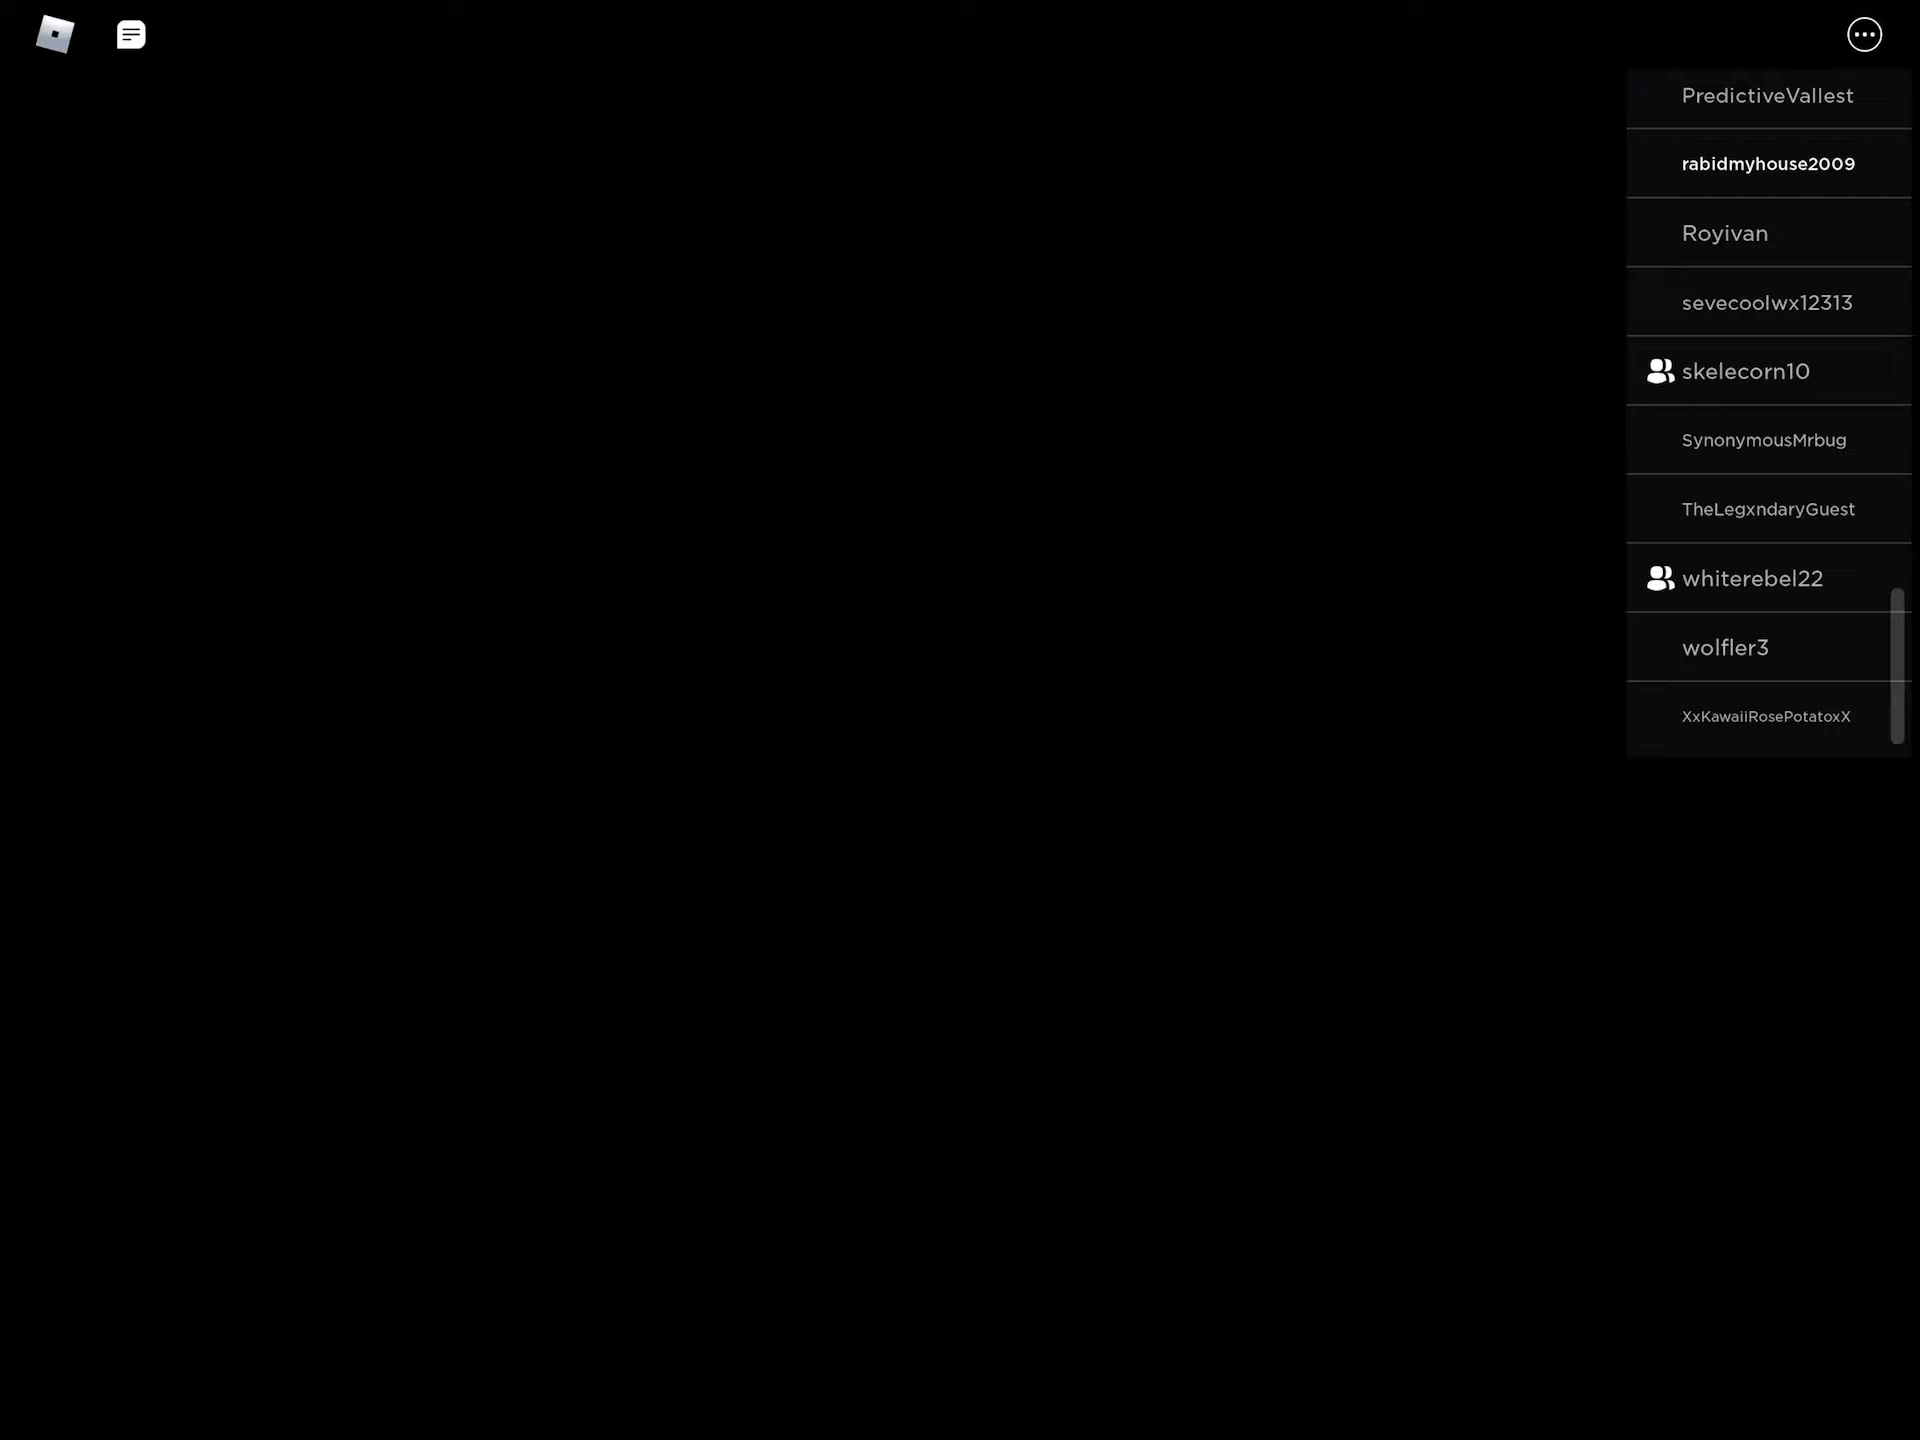 PredictiveVallest
rabidmyhouse2009
Royivan
sevecoolwx12313
skelecorn10
SynonymousMrbug
TheLegxndaryGuest
whiterebel22
wolfler3
XxKawaiiRosePotatoxX